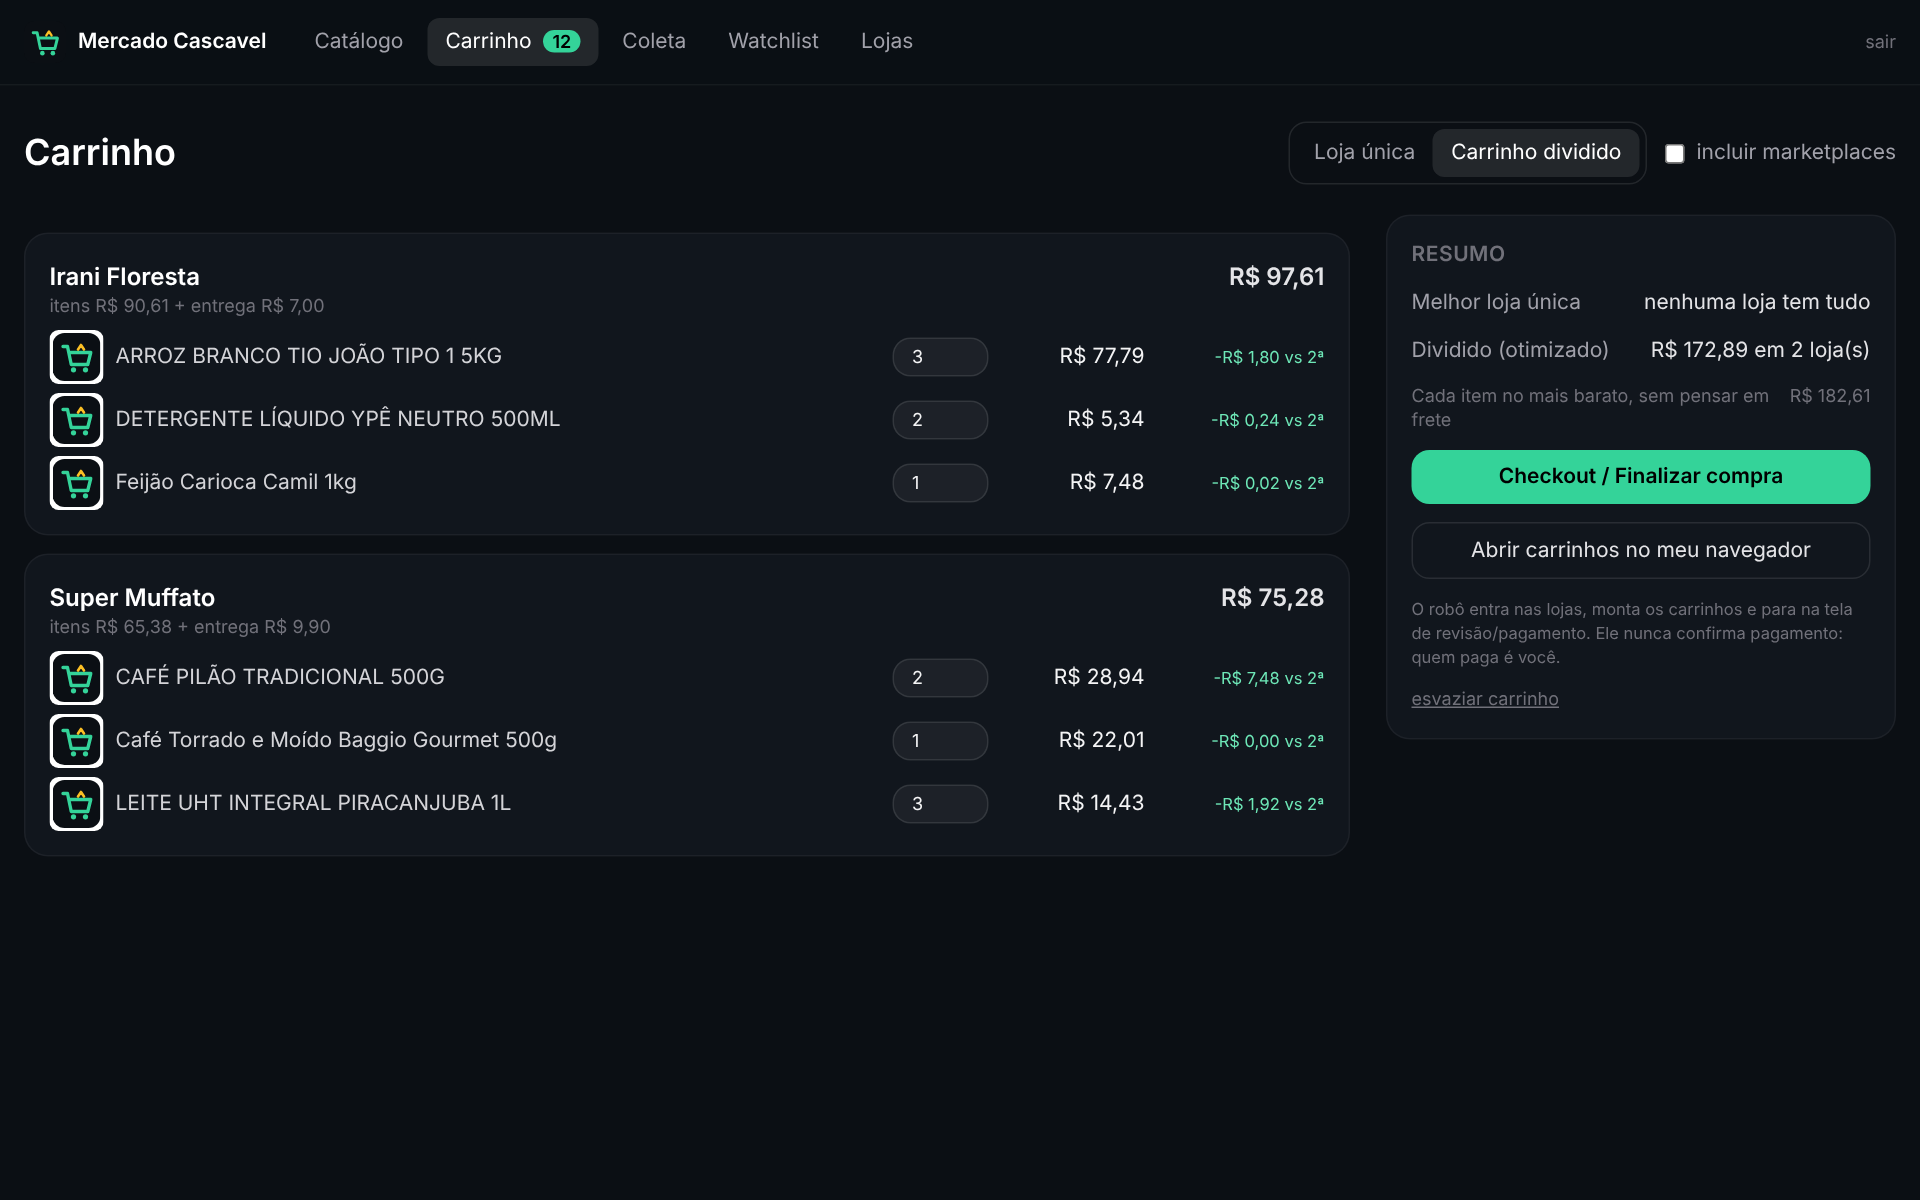 Mercado Cascavel
Catálogo
Carrinho 12
Coleta
Watchlist
Lojas
sair
Carrinho
Loja única
Carrinho dividido
incluir marketplaces
Irani Floresta
R$ 97,61
itens R$ 90,61 + entrega R$ 7,00
ARROZ BRANCO TIO JOÃO TIPO 1 5KG
3
R$ 77,79
-R$ 1,80 vs 2ª
DETERGENTE LÍQUIDO YPÊ NEUTRO 500ML
2
R$ 5,34
-R$ 0,24 vs 2ª
Feijão Carioca Camil 1kg
1
R$ 7,48
-R$ 0,02 vs 2ª
Super Muffato
R$ 75,28
itens R$ 65,38 + entrega R$ 9,90
CAFÉ PILÃO TRADICIONAL 500G
2
R$ 28,94
-R$ 7,48 vs 2ª
Café Torrado e Moído Baggio Gourmet 500g
1
R$ 22,01
-R$ 0,00 vs 2ª
LEITE UHT INTEGRAL PIRACANJUBA 1L
3
R$ 14,43
-R$ 1,92 vs 2ª
RESUMO
Melhor loja única
nenhuma loja tem tudo
Dividido (otimizado)
R$ 172,89 em 2 loja(s)
Cada item no mais barato, sem pensar em
frete
R$ 182,61
Checkout / Finalizar compra
Abrir carrinhos no meu navegador
O robô entra nas lojas, monta os carrinhos e para na tela
de revisão/pagamento. Ele nunca confirma pagamento:
quem paga é você.
esvaziar carrinho